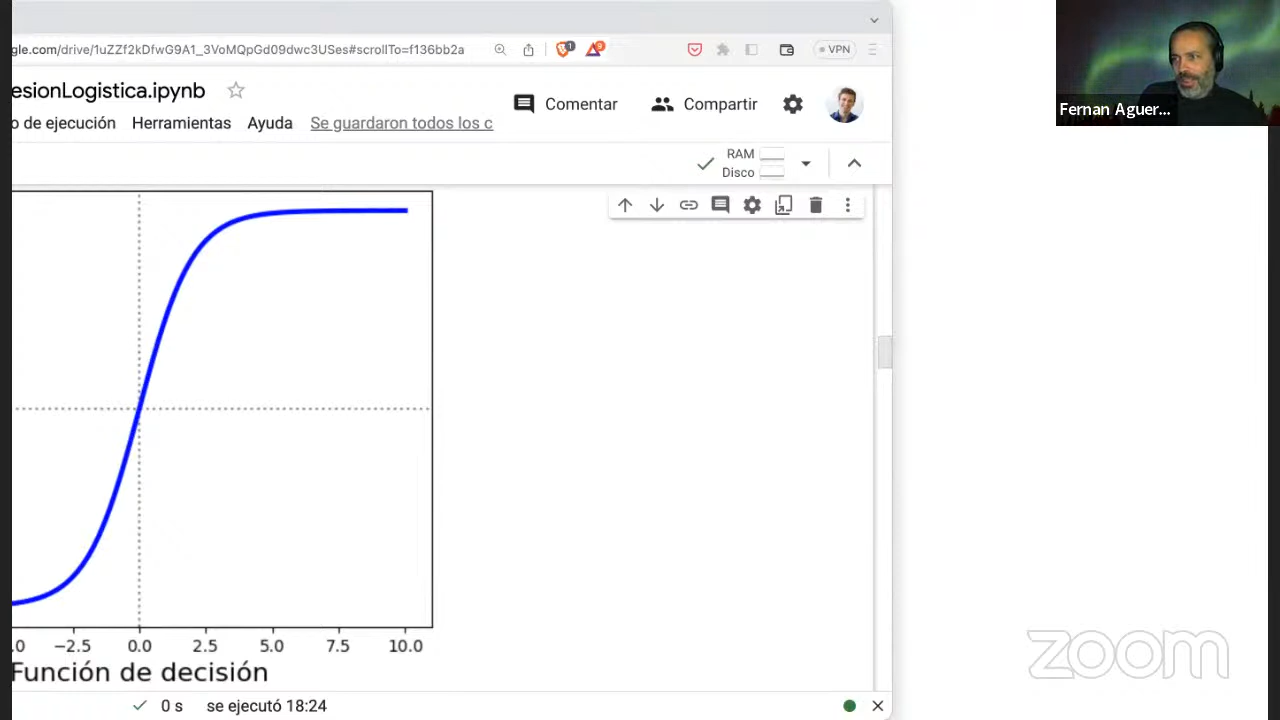 gle.com/drive/1uZZf2kDfwG9A1_3VoMQpGd09dwc3USes#scrollTo=f136bb2a
VPN
esionLogistica.ipynb
Comentar
Compartir
o de ejecución Herramientas Ayuda Se guardaron todos los c
RAM
Disco
.0 −2.5 0.0 2.5 5.0 7.5 10.0
Función de decisión
0 s se ejecutó 18:24
Fernan Aguer...
zoom